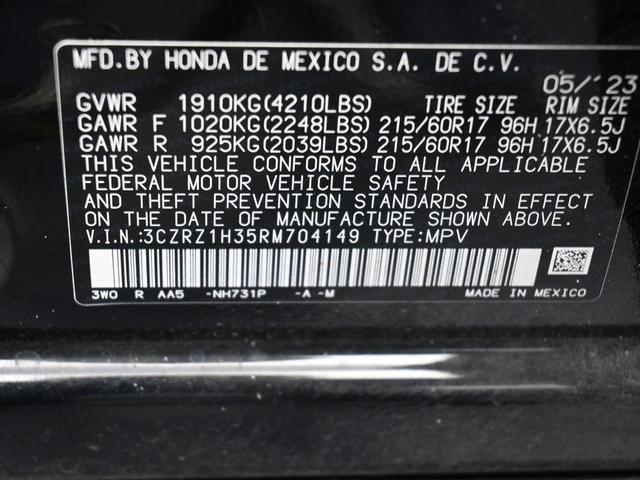 MFD.BY HONDA DE MEXICO S.A. DE C.V.
05/'23
GVWR 1910KG(4210LBS) TIRE SIZE RIM SIZE
GAWR F 1020KG(2248LBS) 215/60R17 96H 17X6.5J
GAWR R 925KG(2039LBS) 215/60R17 96H 17X6.5J
THIS VEHICLE CONFORMS TO ALL APPLICABLE
FEDERAL MOTOR VEHICLE SAFETY
AND THEFT PREVENTION STANDARDS IN EFFECT
ON THE DATE OF MANUFACTURE SHOWN ABOVE.
V.I.N.:3CZRZ1H35RM704149 TYPE:MPV
3W0 R AA5 -NH731P -A -M MADE IN MEXICO